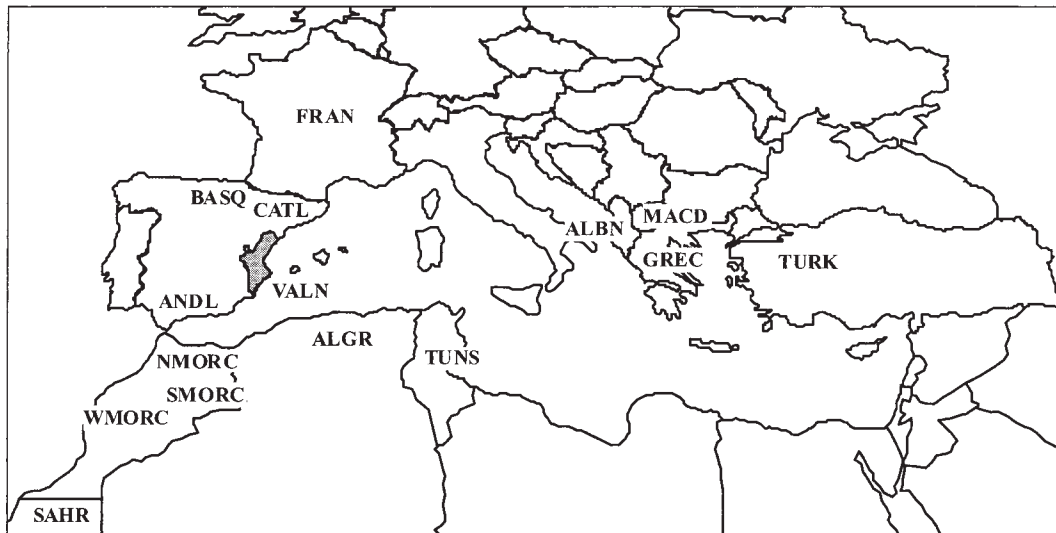 FRAN
BASQ
CATL
ALBN
MACD
GREC
TURK
VALN
ANDL
ALGR
TUNS
NMORC
SMORC
WMORC
SAHR